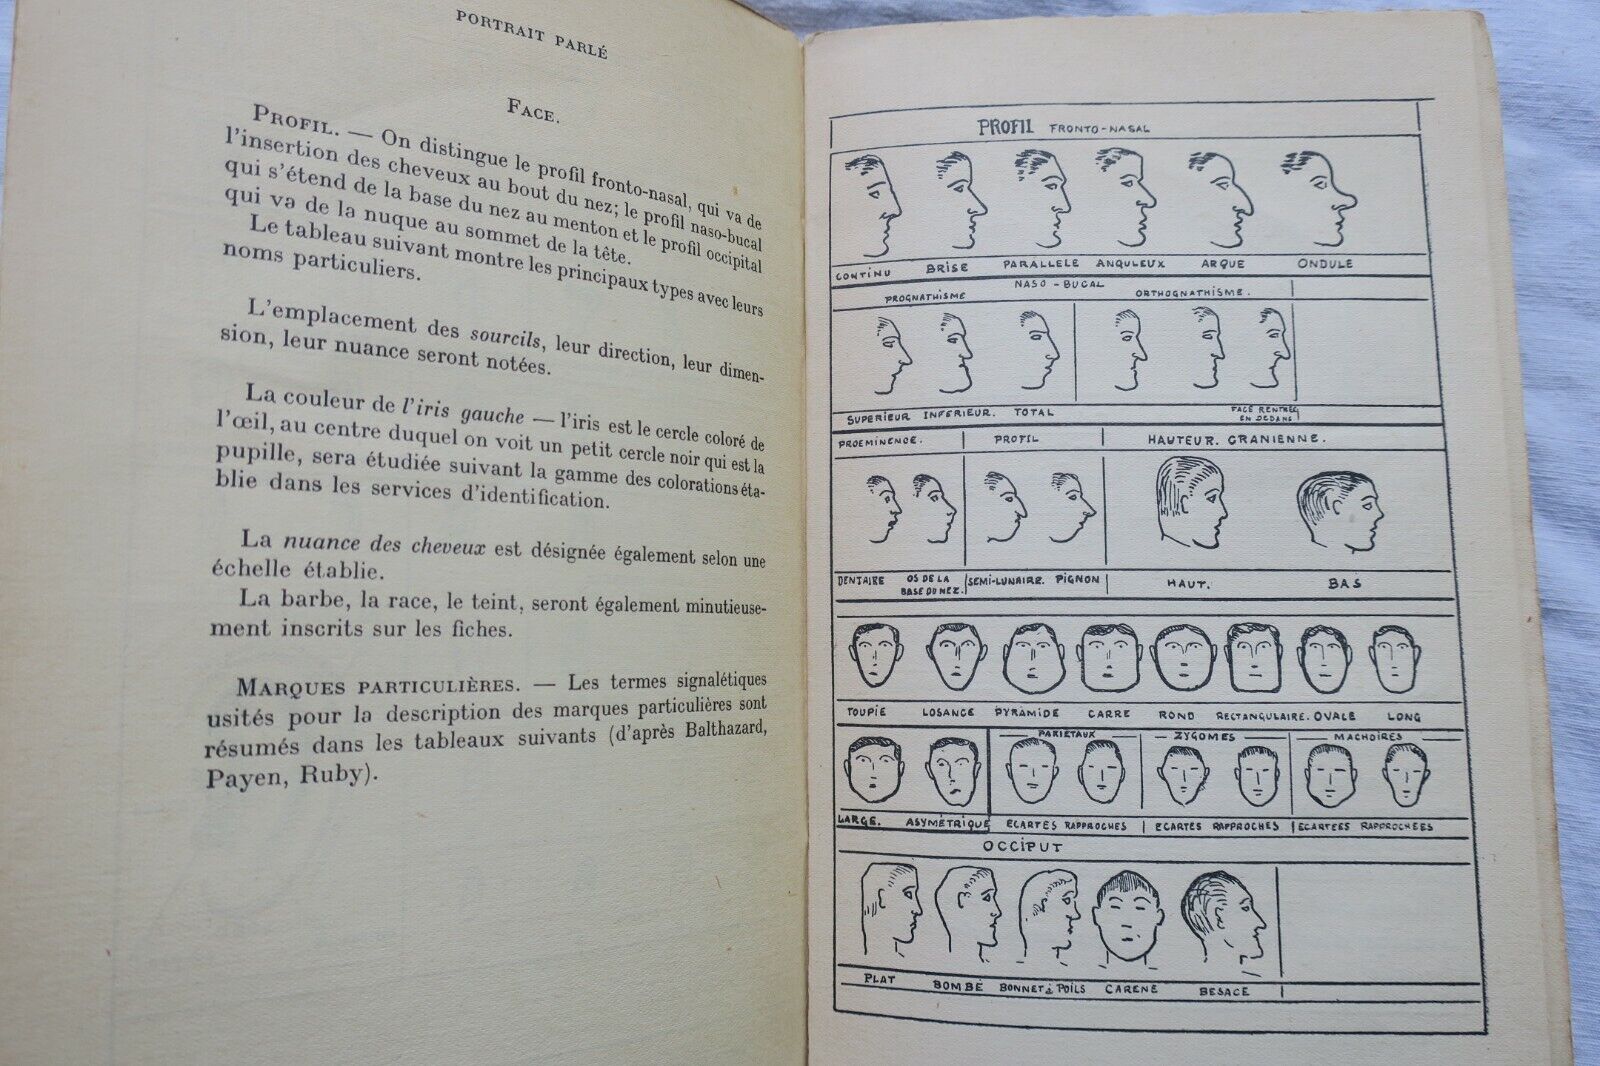 PORTRAIT PARLÉ
FACE.
PROFIL. — On distingue le profil fronto-nasal, qui va de
l'insertion des cheveux au bout du nez; le profil naso-bucal
qui s'étend de la base du nez au menton et le profil occipital
qui va de la nuque au sommet de la tête.
Le tableau suivant montre les principaux types avec leurs
noms particuliers.
L'emplacement des sourcils, leur direction, leur dimen-
sion, leur nuance seront notées.
La couleur de l'iris gauche — l'iris est le cercle coloré de
l'œil, au centre duquel on voit un petit cercle noir qui est la
pupille, sera étudiée suivant la gamme des colorations éta-
blie dans les services d'identification.
La nuance des cheveux est désignée également selon une
échelle établie.
La barbe, la race, le teint, seront également minutieuse-
ment inscrits sur les fiches.
MARQUES PARTICULIÈRES. — Les termes signalétiques
usités pour la description des marques particulières sont
résumés dans les tableaux suivants (d'après Balthazard,
Payen, Ruby).
PROFIL FRONTO-NASAL
CONTINU BRISE PARALLELE ANGULEUX ARQUE ONDULE
NASO-BUCAL
PROGNATHISME ORTHOGNATHISME.
SUPERIEUR INFERIEUR. TOTAL FACE RENTREE
EN DEDANS
PROEMINENCE. PROFIL HAUTEUR. CRANIENNE.
DENTAIRE OS DE LA SEMI-LUNAIRE. PIGNON HAUT. BAS
BASE DU NEZ.
TOUPIE LOSANGE PYRAMIDE CARRE ROND RECTANGULAIRE. OVALE LONG
PARIETAUX ZYGOMES MACHOIRES
LARGE. ASYMÉTRIQUE ECARTES RAPPROCHES ECARTES RAPPROCHES ECARTEES RAPPROCHEES
OCCIPUT
PLAT BOMBÉ BONNET à POILS CARENE BESACE